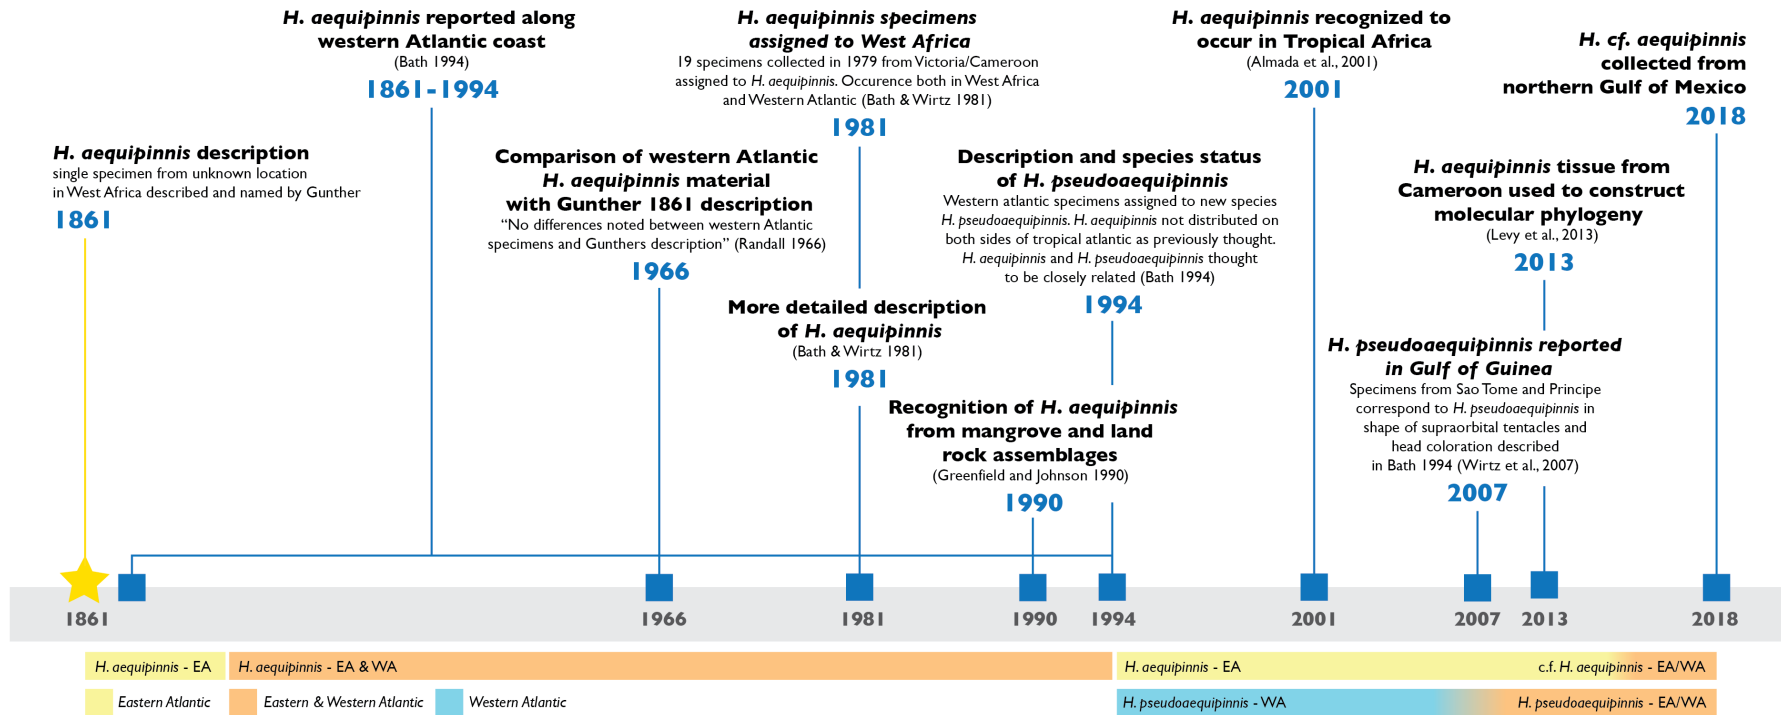 H. aequipinnis reported along
western Atlantic coast
(Bath 1994)
1861-1994
H. aequipinnis specimens
assigned to West Africa
19 specimens collected in 1979 from Victoria/Cameroon
assigned to H. aequipinnis. Occurence both in West Africa
and Western Atlantic (Bath & Wirtz 1981)
1981
H. aequipinnis recognized to
occur in Tropical Africa
(Almada et al., 2001)
2001
H. cf. aequipinnis
collected from
northern Gulf of Mexico
2018
H. aequipinnis description
single specimen from unknown location
in West Africa described and named by Gunther
1861
Comparison of western Atlantic
H. aequipinnis material
with Gunther 1861 description
“No differences noted between western Atlantic
specimens and Gunthers description” (Randall 1966)
1966
Description and species status
of H. pseudoaequipinnis
Western atlantic specimens assigned to new species
H. pseudoaequipinnis. H. aequipinnis not distributed on
both sides of tropical atlantic as previously thought.
H. aequipinnis and H. pseudoaequipinnis thought
to be closely related (Bath 1994)
1994
H. aequipinnis tissue from
Cameroon used to construct
molecular phylogeny
(Levy et al., 2013)
2013
More detailed description
of H. aequipinnis
(Bath & Wirtz 1981)
1981
H. pseudoaequipinnis reported
in Gulf of Guinea
Specimens from Sao Tome and Principe
correspond to H. pseudoaequipinnis in
shape of supraorbital tentacles and
head coloration described
in Bath 1994 (Wirtz et al., 2007)
2007
Recognition of H. aequipinnis
from mangrove and land
rock assemblages
(Greenfield and Johnson 1990)
1990
1861 1966 1981 1990 1994 2001 2007 2013 2018
H. aequipinnis - EA H. aequipinnis - EA & WA H. aequipinnis - EA c.f. H. aequipinnis - EA/WA
Eastern Atlantic Eastern & Western Atlantic Western Atlantic H. pseudoaequipinnis - WA H. pseudoaequipinnis - EA/WA